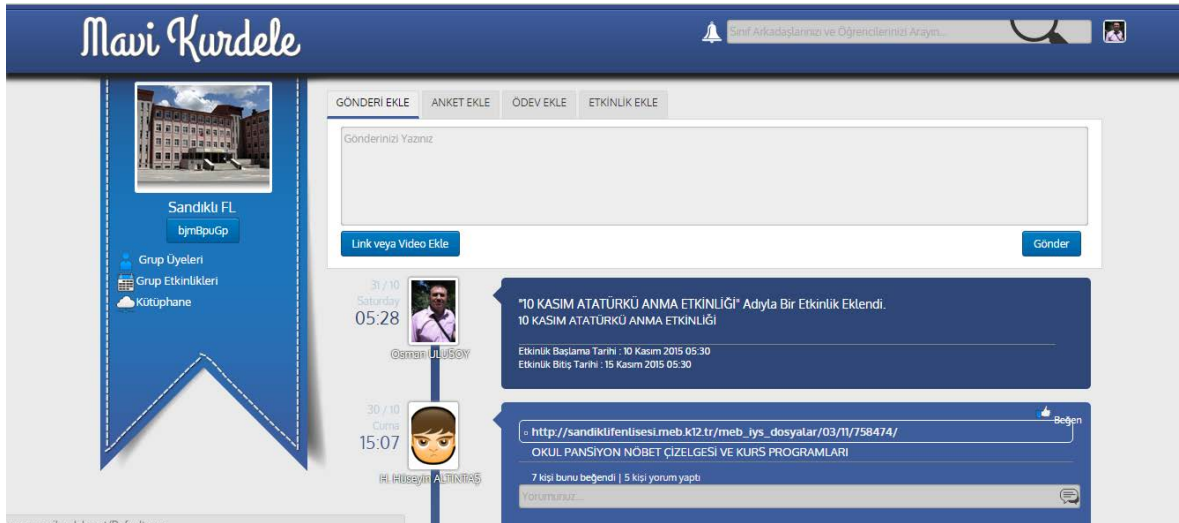 Mavi Kurdele
Sınıf Arkadaşlarınızı ve Öğrencilerinizi Arayın...
Sandıklı FL
bjmBpuGp
Grup Üyeleri
Grup Etkinlikleri
Kütüphane
GÖNDERİ EKLE ANKET EKLE ÖDEV EKLE ETKİNLİK EKLE
Gönderinizi Yazınız
Link veya Video Ekle Gönder
31 / 10
Saturday
05:28
Osman ULUSOY
"10 KASIM ATATÜRKÜ ANMA ETKİNLİĞİ" Adıyla Bir Etkinlik Eklendi.
10 KASIM ATATÜRKÜ ANMA ETKİNLİĞİ
Etkinlik Başlama Tarihi : 10 Kasım 2015 05:30
Etkinlik Bitiş Tarihi : 15 Kasım 2015 05:30
30 / 10
Cuma
15:07
H. Hüseyin ALTINTAŞ
Beğen
http://sandiklifenlisesi.meb.k12.tr/meb_iys_dosyalar/03/11/758474/
OKUL PANSİYON NÖBET ÇİZELGESİ VE KURS PROGRAMLARI
7 kişi bunu beğendi | 5 kişi yorum yaptı
Yorumunuz...